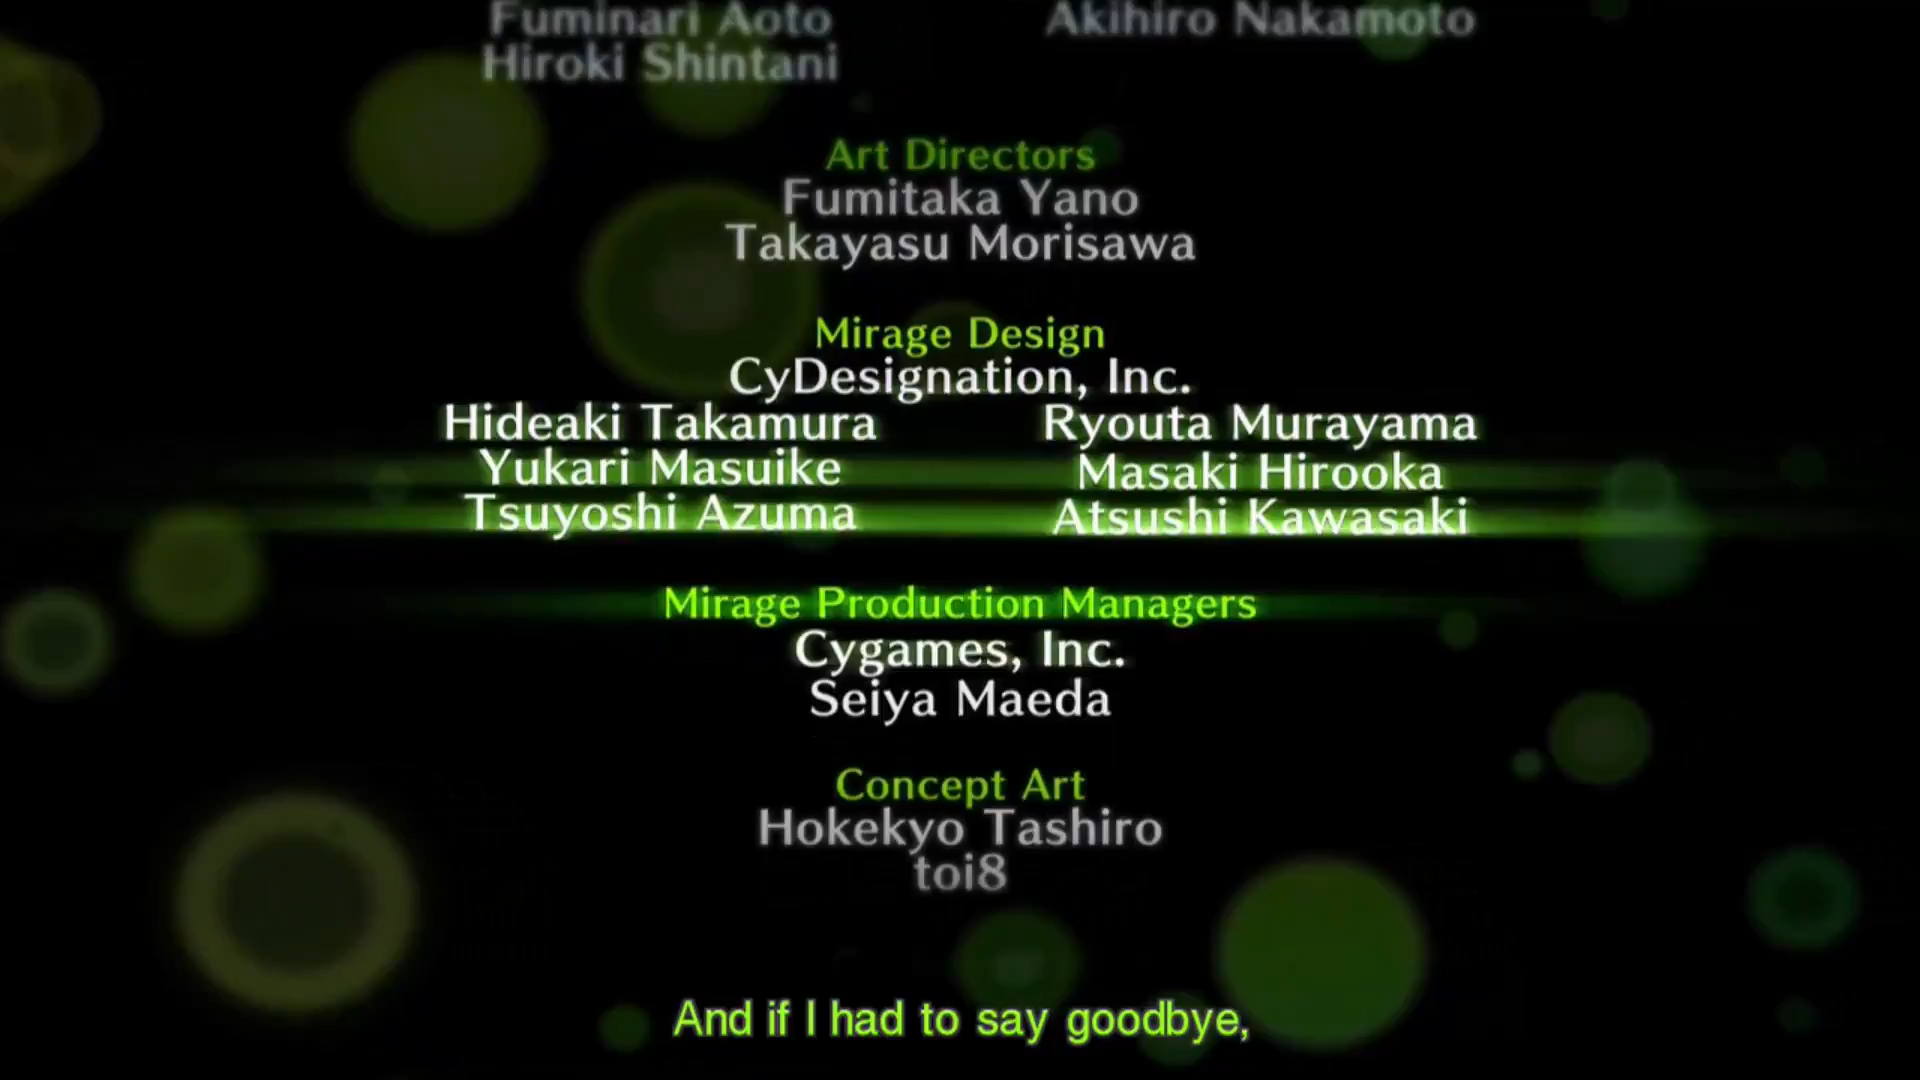 Fuminari Aoto Akihiro Nakamoto
Hiroki Shintani
Art Directors
Fumitaka Yano
Takayasu Morisawa
Mirage Design
CyDesignation, Inc.
Hideaki Takamura Ryouta Murayama
Yukari Masuike Masaki Hirooka
Tsuyoshi Azuma Atsushi Kawasaki
Mirage Production Managers
Cygames, Inc.
Seiya Maeda
Concept Art
Hokekyo Tashiro
toi8
And if I had to say goodbye,